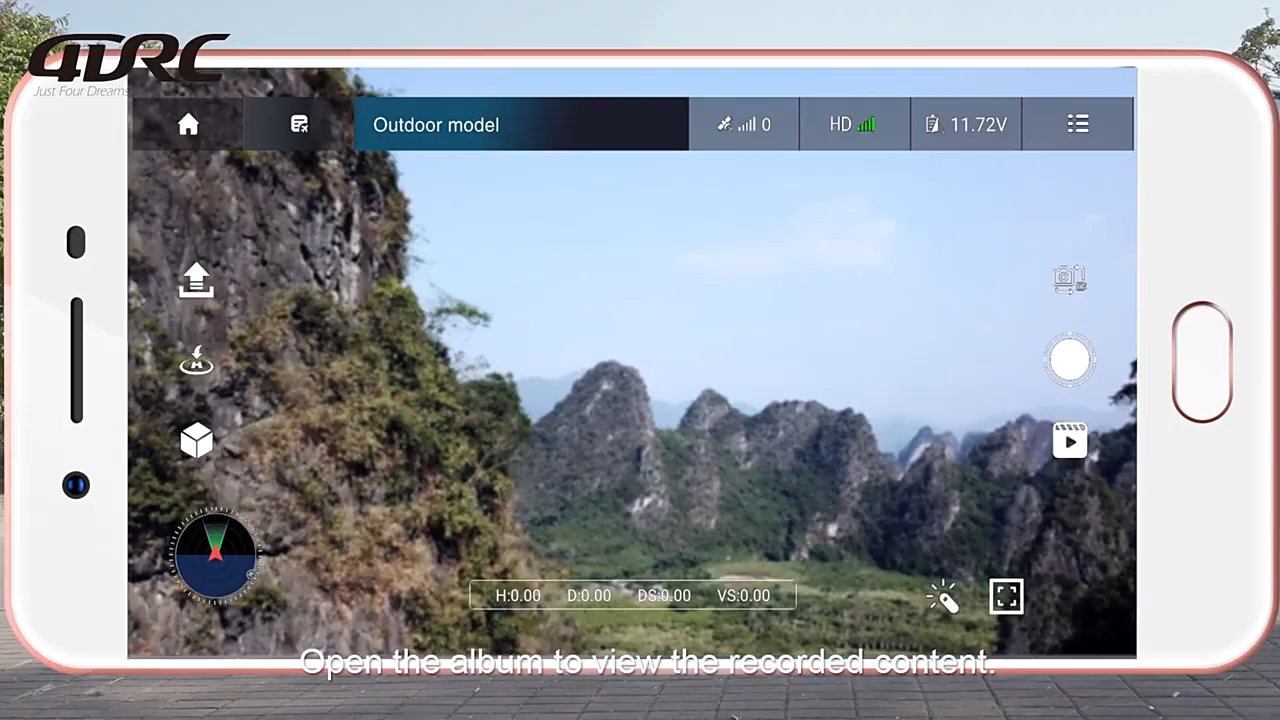 4DRC
Just Four Dreams
Outdoor model
0
HD
11.72V
H:0.00 D:0.00 DS:0.00 VS:0.00
Open the album to view the recorded content.